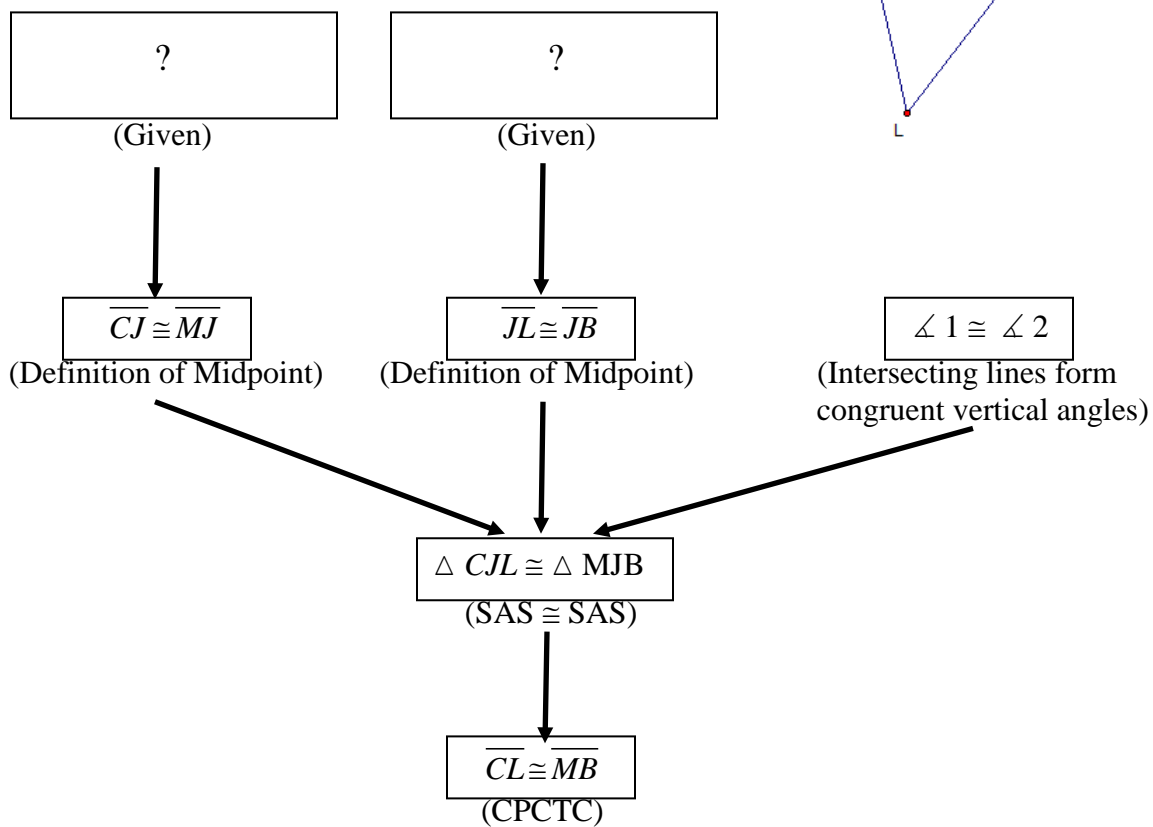 ?
?
L
(Given)
(Given)
CJ ≅ MJ
JL ≅ JB
∡ 1 ≅ ∡ 2
(Definition of Midpoint)
(Definition of Midpoint)
(Intersecting lines form
congruent vertical angles)
△ CJL ≅ △ MJB
(SAS ≅ SAS)
CL ≅ MB
(CPCTC)